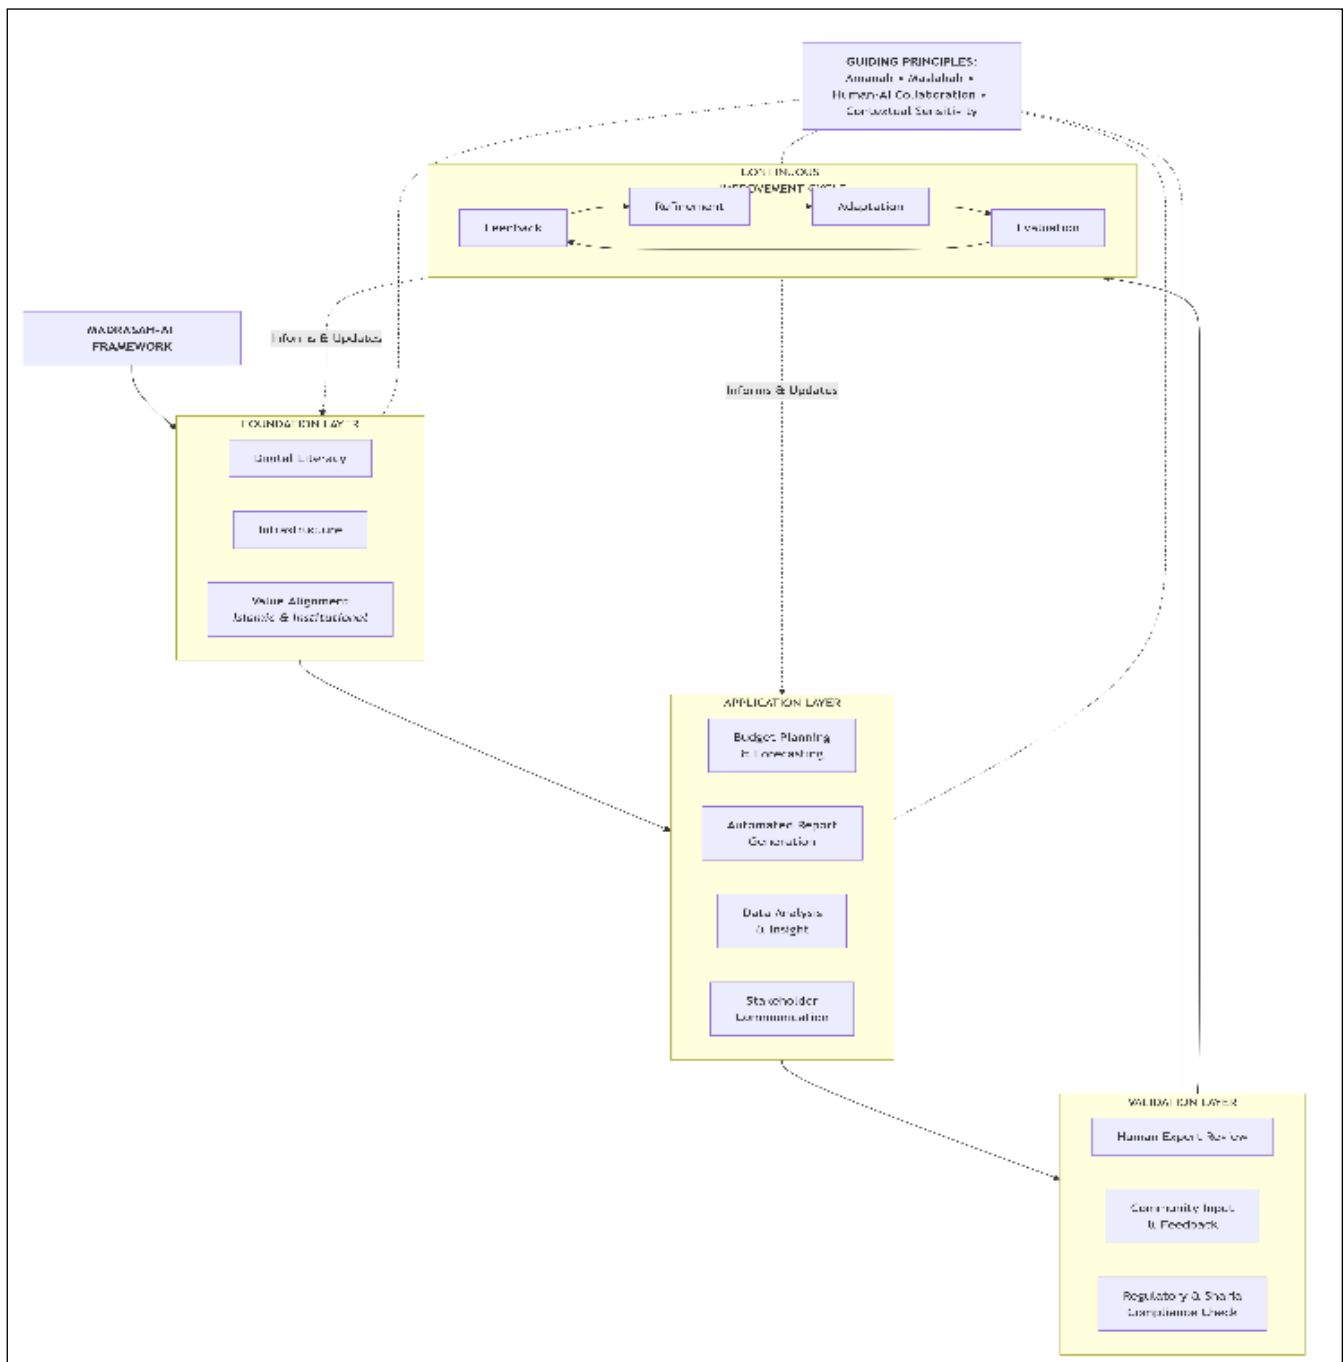 GUIDING PRINCIPLES:
Amanah • Maslahah •
Human-AI Collaboration •
Contextual Sensitivity
CONTINUOUS
IMPROVEMENT CYCLE
Feedback
Refinement
Adaptation
Evaluation
MADRASAH-AI
FRAMEWORK
Informs & Updates
Informs & Updates
FOUNDATION LAYER
Digital Literacy
Infrastructure
Value Alignment
Islamic & Institutional
APPLICATION LAYER
Budget Planning
& Forecasting
Automated Report
Generation
Data Analysis
& Insight
Stakeholder
Communication
VALIDATION LAYER
Human Expert Review
Community Input
& Feedback
Regulatory & Sharia
Compliance Check